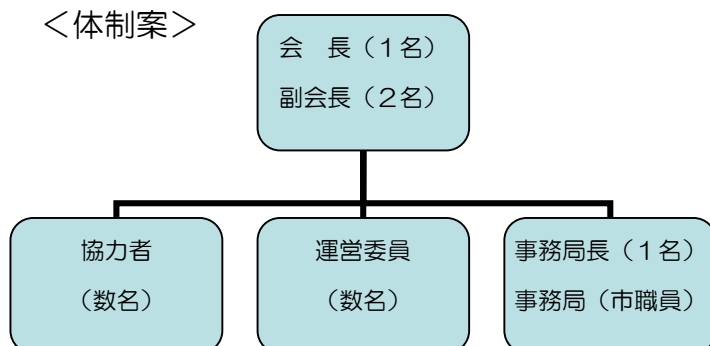 ＜体制案＞
会　長（１名）
副会長（２名）
協力者
（数名）
運営委員
（数名）
事務局長（１名）
事務局（市職員）